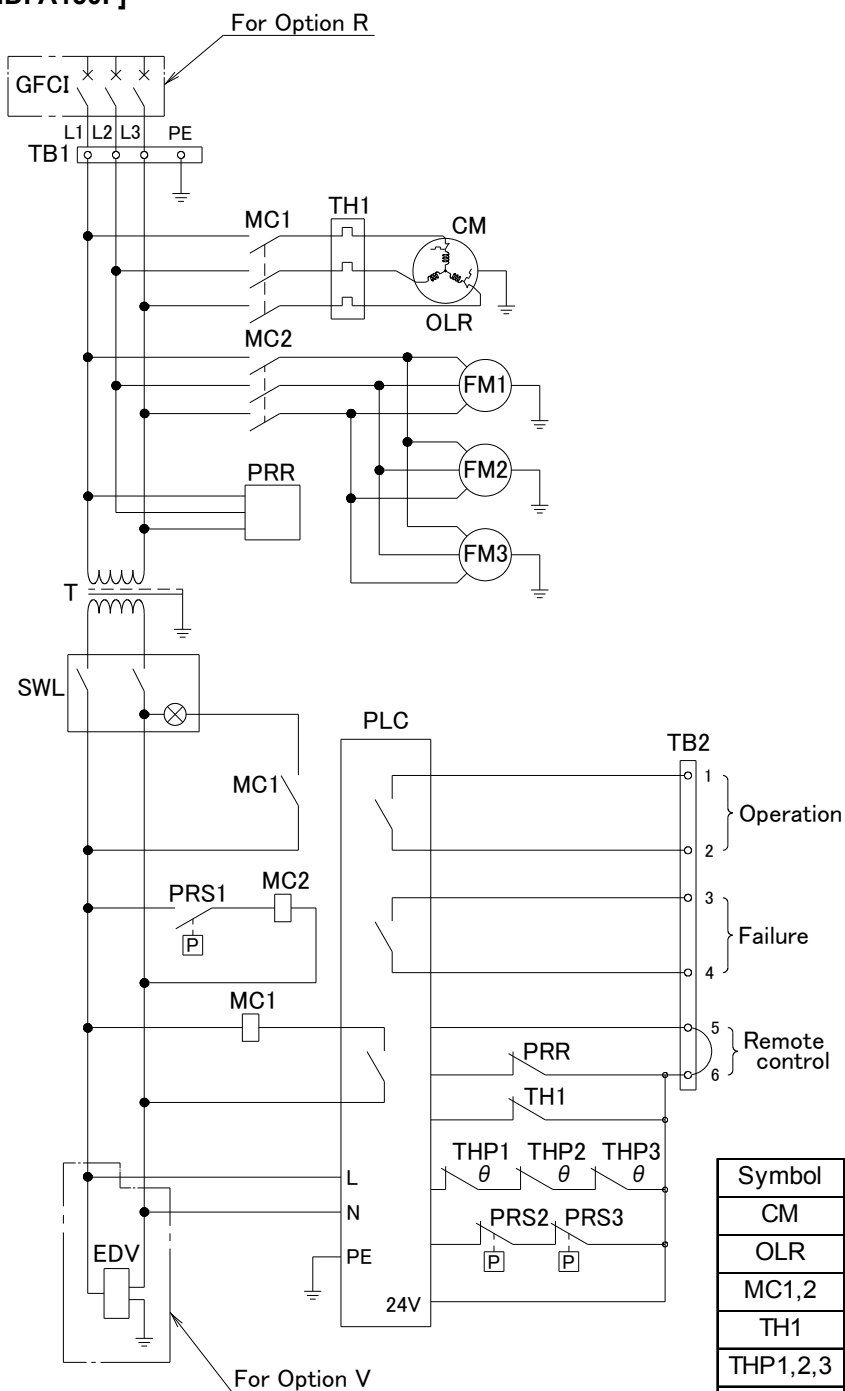 For Option R
GFCI
L1 L2 L3 PE
TB1
MC1 TH1 CM
OLR
MC2
FM1
PRR FM2
FM3
T
SWL
PLC
TB2
MC1
1
Operation
2
PRS1 MC2
3
P
Failure
4
MC1
5
PRR
Remote
control
6
TH1
THP1 THP2 THP3
θ θ θ
L
N
PRS2 PRS3
P P
EDV
PE
24V
For Option V
Symbol
CM
OLR
MC1,2
TH1
THP1,2,3